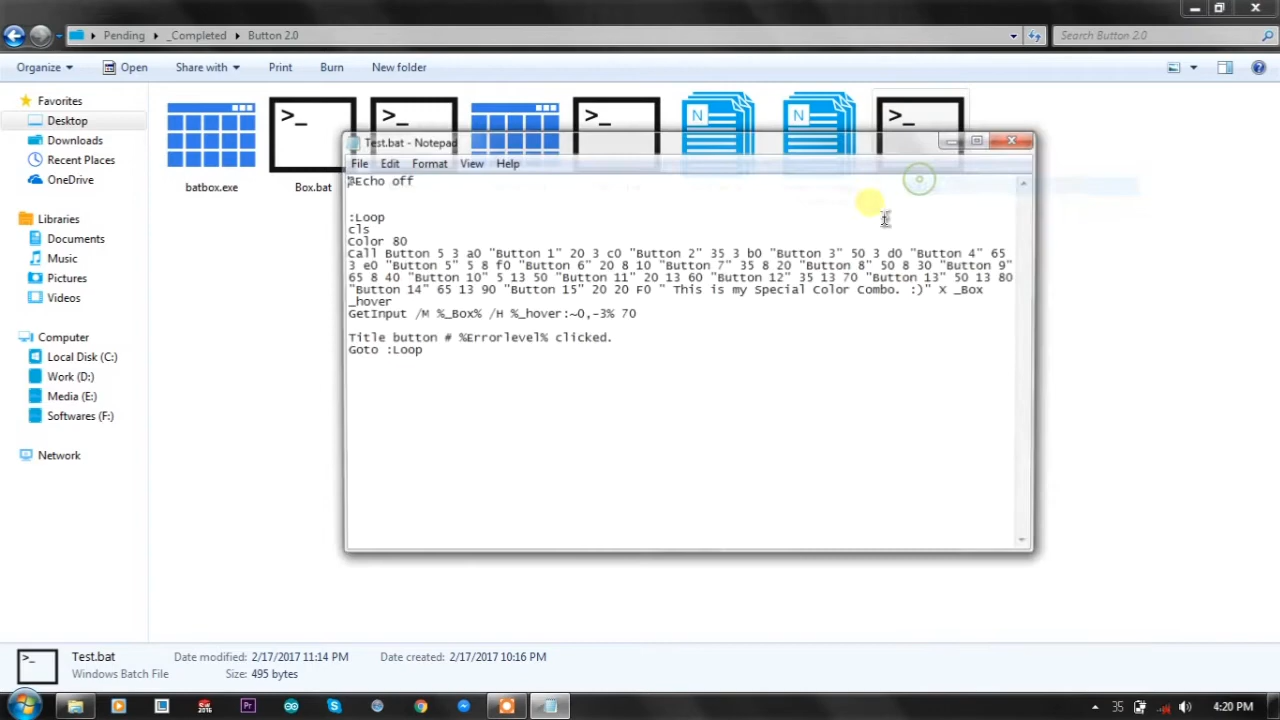 Pending
_Completed
Button 2.0
Search Button 2.0
Organize
Open
Share with
Print
Burn
New folder
Favorites
Desktop
Downloads
Recent Places
OneDrive
Libraries
Documents
Music
Pictures
Videos
Computer
Local Disk (C:)
Work (D:)
Media (E:)
Softwares (F:)
Network
batbox.exe
Box.bat
Test.bat - Notepad
File Edit Format View Help
@Echo off
:Loop
cls
Color 80
Call Button 5 3 a0 "Button 1" 20 3 c0 "Button 2" 35 3 b0 "Button 3" 50 3 d0 "Button 4" 65
3 e0 "Button 5" 5 8 f0 "Button 6" 20 8 10 "Button 7" 35 8 20 "Button 8" 50 8 30 "Button 9"
65 8 40 "Button 10" 5 13 50 "Button 11" 20 13 60 "Button 12" 35 13 70 "Button 13" 50 13 80
"Button 14" 65 13 90 "Button 15" 20 20 F0 " This is my Special Color Combo. :)" X _Box
_hover
GetInput /M %_Box% /H %_hover:~0,-3% 70
Title button # %Errorlevel% clicked.
Goto :Loop
Test.bat
Date modified: 2/17/2017 11:14 PM
Date created: 2/17/2017 10:16 PM
Windows Batch File
Size: 495 bytes
35
4:20 PM